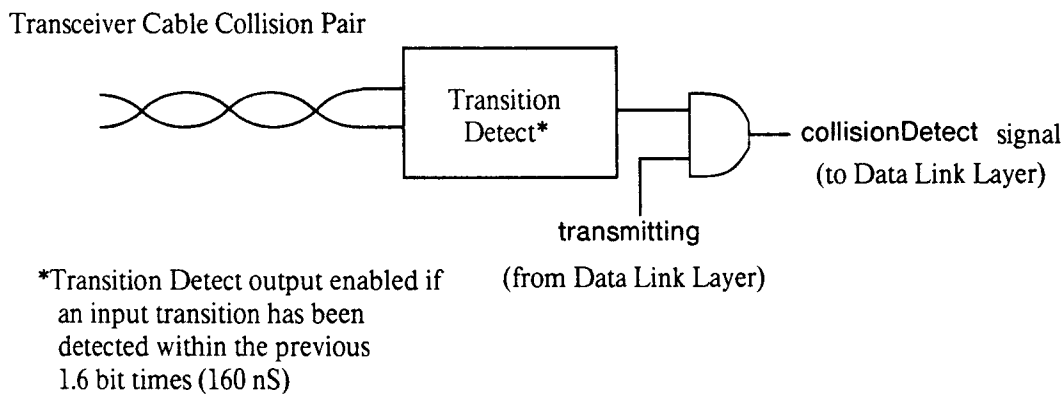 Transceiver Cable Collision Pair
Transition
Detect*
collisionDetect signal
(to Data Link Layer)
transmitting
(from Data Link Layer)
*Transition Detect output enabled if
an input transition has been
detected within the previous
1.6 bit times (160 nS)